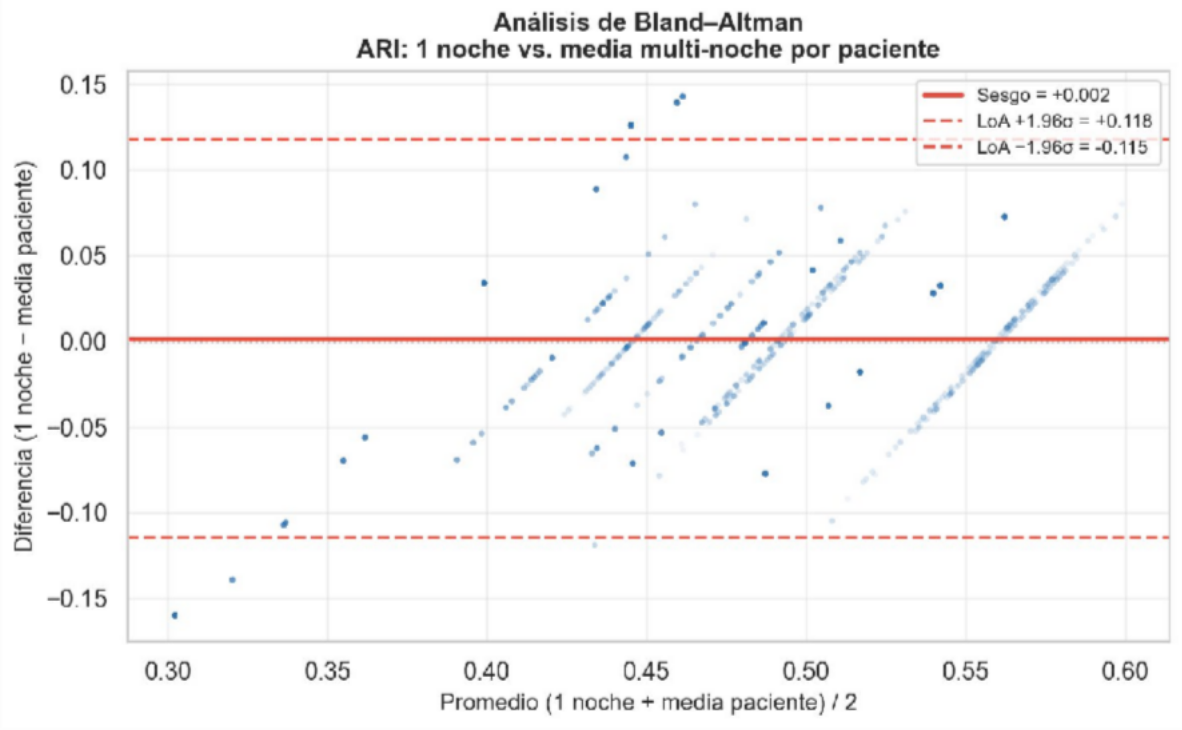 Análisis de Bland–Altman
ARI: 1 noche vs. media multi-noche por paciente
Sesgo = +0.002
LoA +1.96σ = +0.118
LoA −1.96σ = -0.115
Diferencia (1 noche − media paciente)
0.15
0.10
0.05
0.00
−0.05
−0.10
−0.15
0.30 0.35 0.40 0.45 0.50 0.55 0.60
Promedio (1 noche + media paciente) / 2